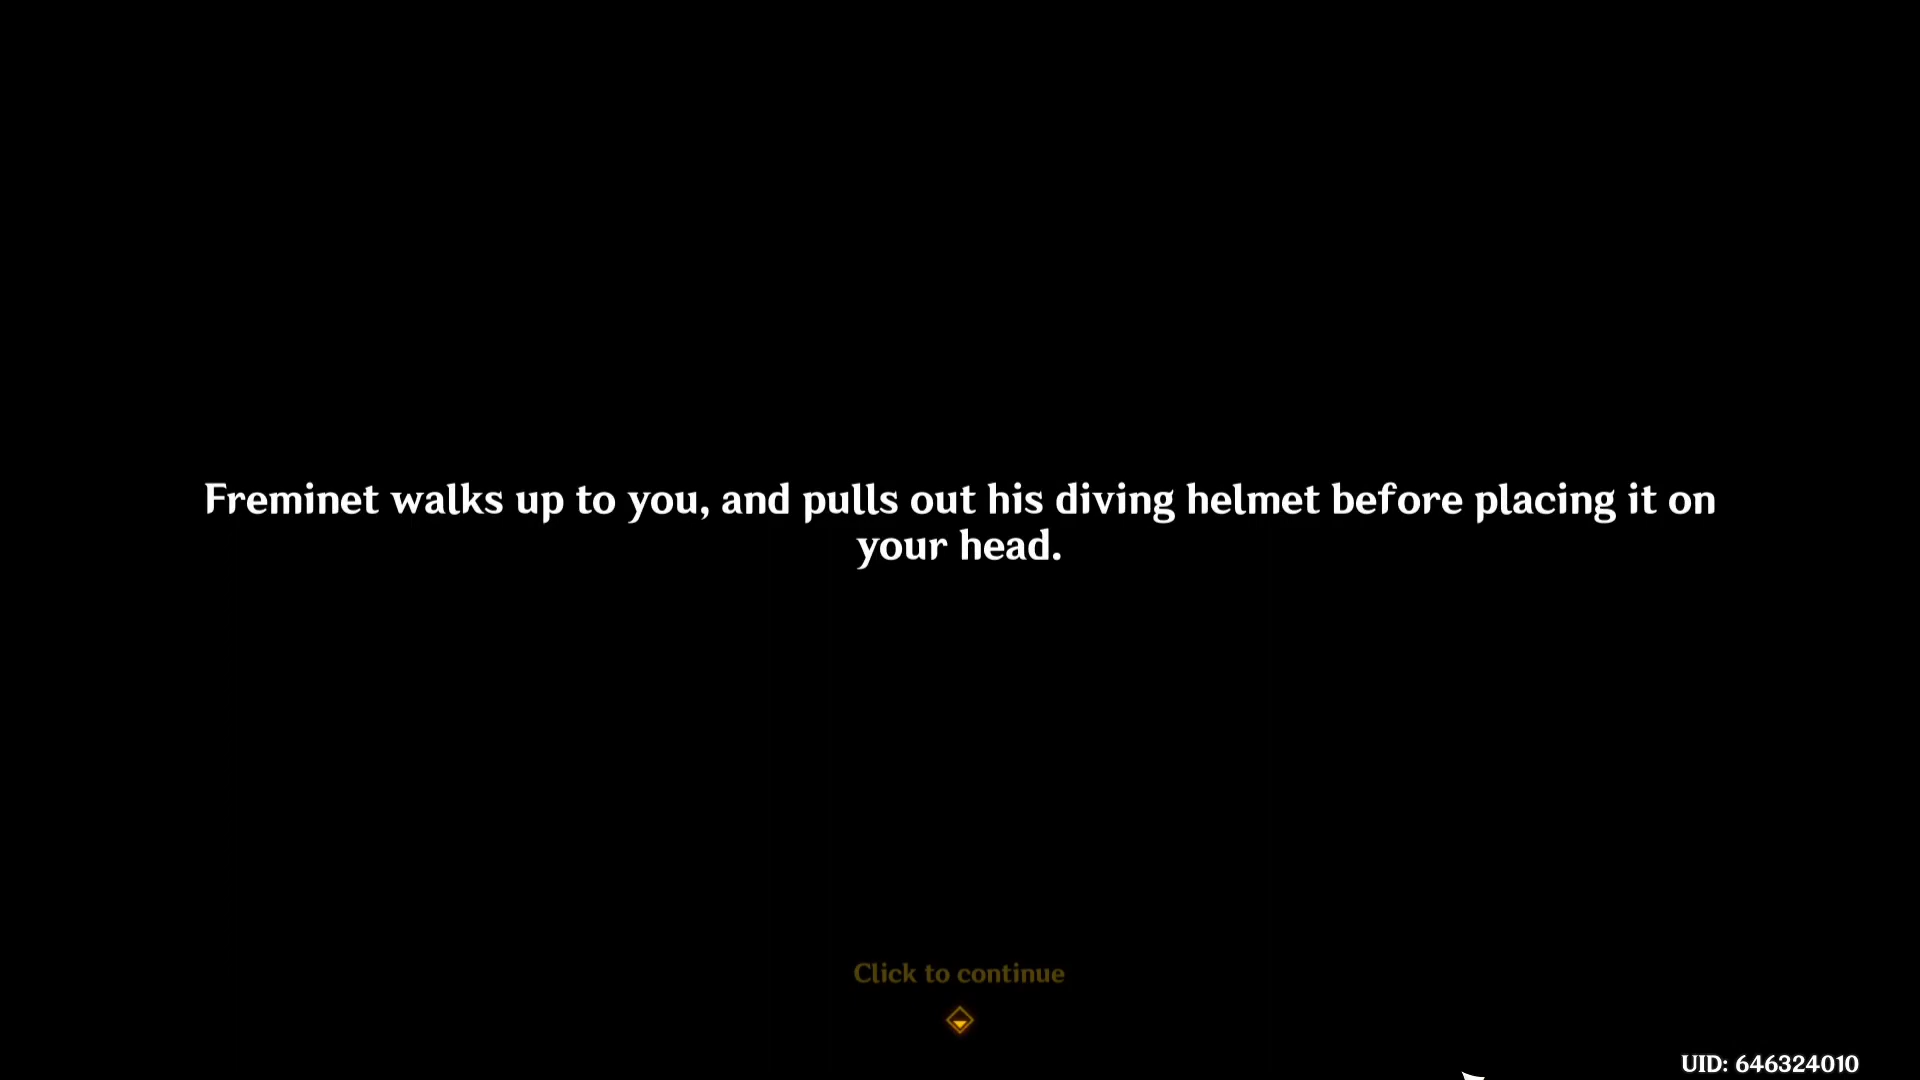 Freminet walks up to you, and pulls out his diving helmet before placing it on
your head.
Click to continue
UID: 646324010